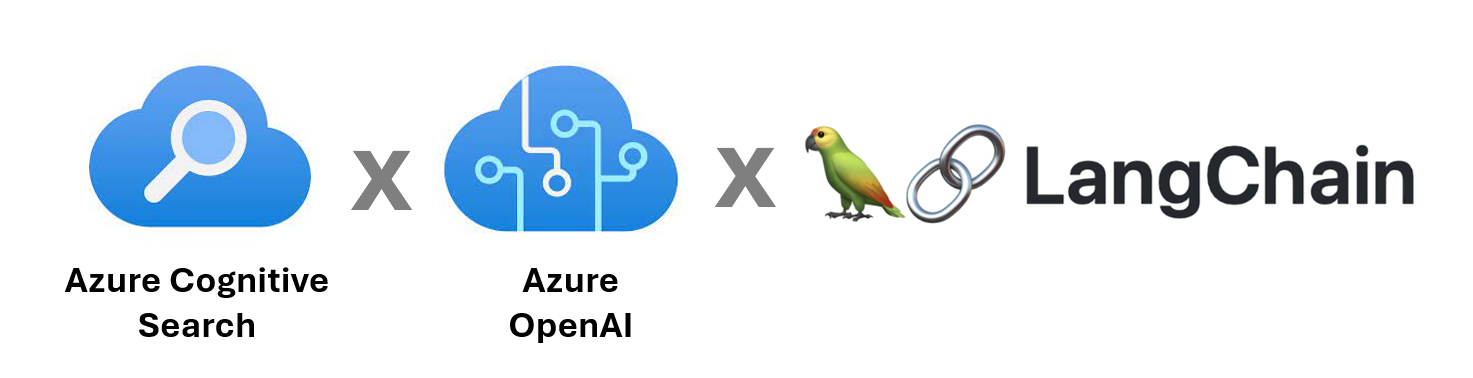 X
X
LangChain
Azure Cognitive
Search
Azure
OpenAI